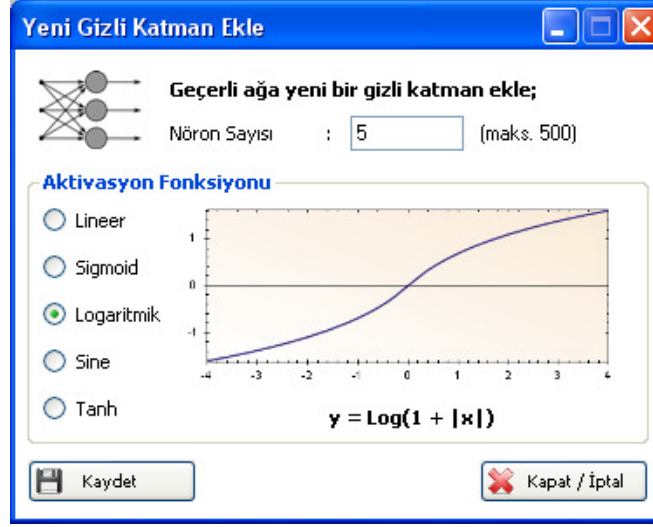 Yeni Gizli Katman Ekle
Geçerli ağa yeni bir gizli katman ekle;
Nöron Sayısı : 5 (maks. 500)
Aktivasyon Fonksiyonu
Lineer
Sigmoid
Logaritmik
Sine
Tanh
1
0
-1
-4 -3 -2 -1 0 1 2 3 4
y = Log(1 + |x|)
Kaydet
Kapat / İptal